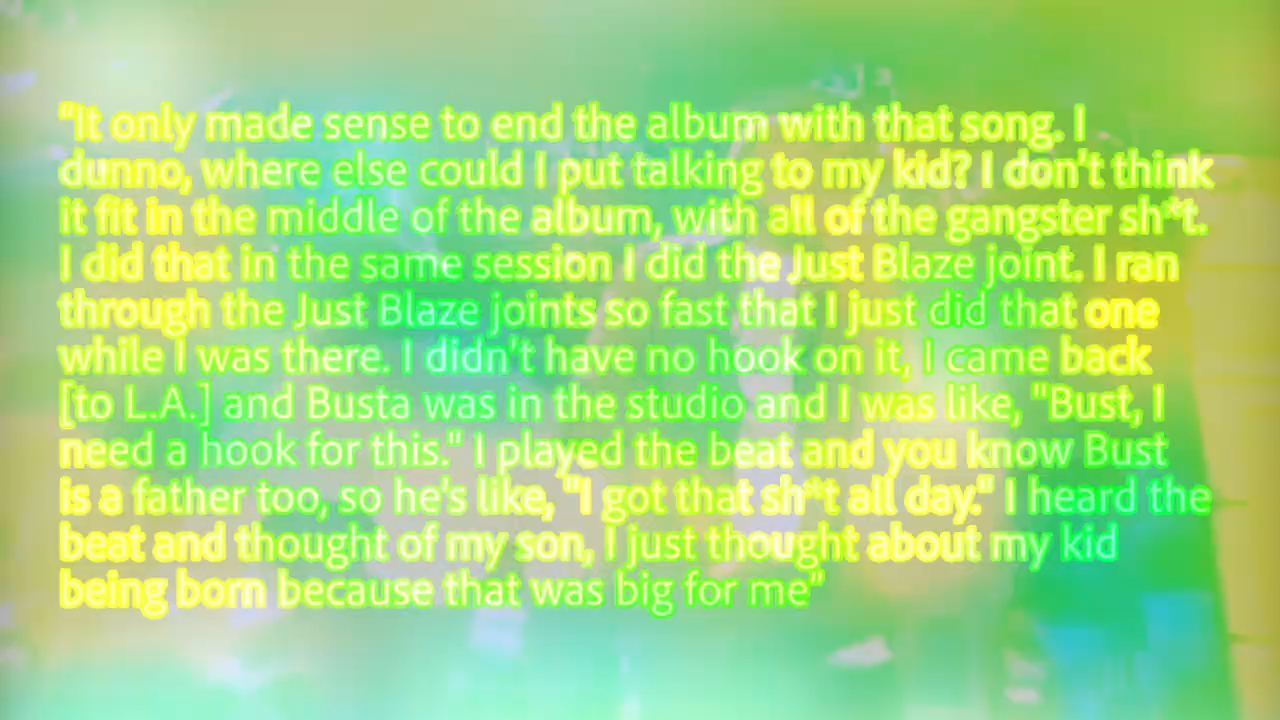 “It only made sense to end the album with that song. I
dunno, where else could I put talking to my kid? I don’t think
it fit in the middle of the album, with all of the gangster sh*t.
I did that in the same session I did the Just Blaze joint. I ran
through the Just Blaze joints so fast that I just did that one
while I was there. I didn’t have no hook on it, I came back
[to L.A.] and Busta was in the studio and I was like, "Bust, I
need a hook for this." I played the beat and you know Bust
is a father too, so he’s like, "I got that sh*t all day." I heard the
beat and thought of my son, I just thought about my kid
being born because that was big for me”